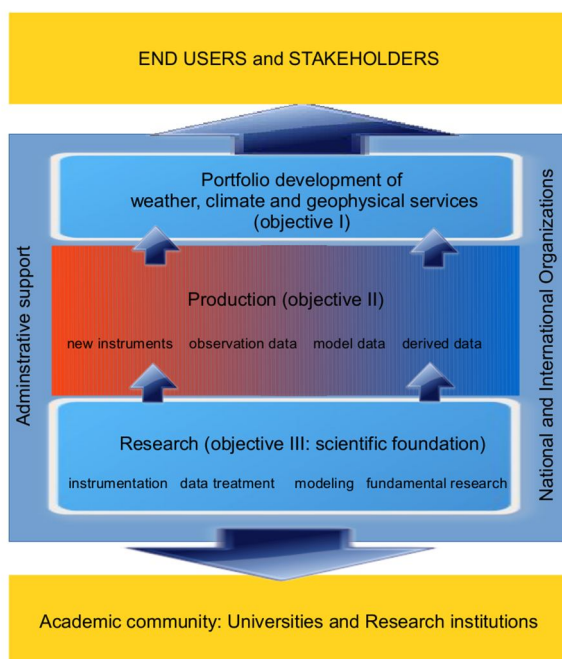 END USERS and STAKEHOLDERS
Portfolio development of
weather, climate and geophysical services
(objective I)
Adminstrative support
National and International Organizations
Production (objective II)
new instruments observation data model data derived data
Research (objective III: scientific foundation)
instrumentation data treatment modeling fundamental research
Academic community: Universities and Research institutions